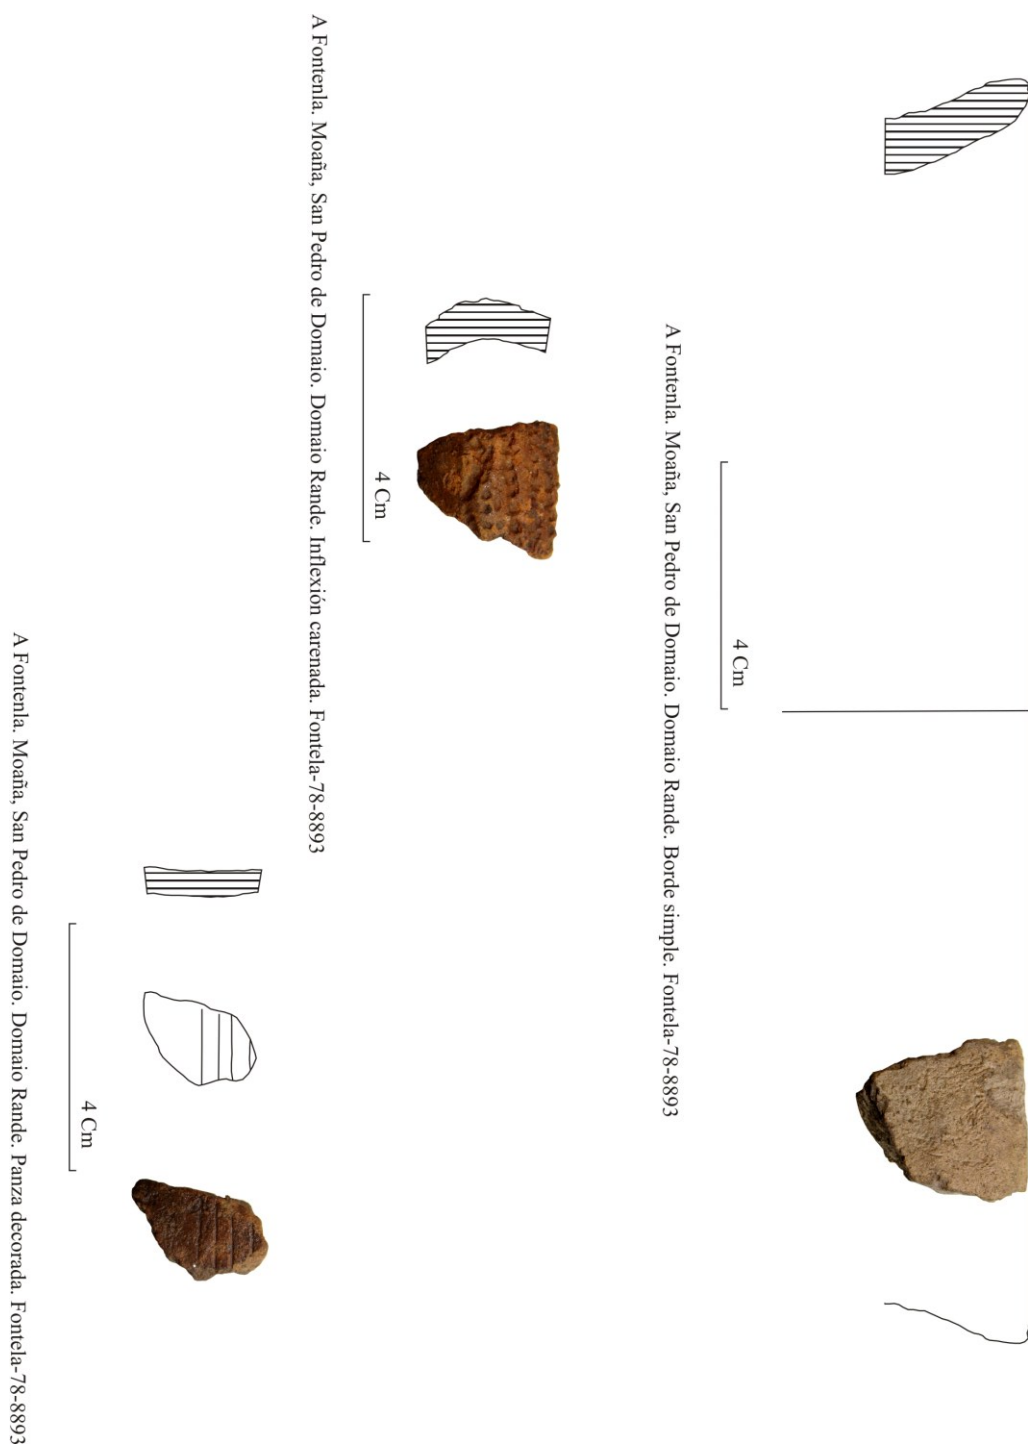 4 Cm
A Fontenla. Moaña, San Pedro de Domaio. Domaio Rande. Borde simple. Fontela-78-8893
4 Cm
A Fontenla. Moaña, San Pedro de Domaio. Domaio Rande. Inflexión carenada. Fontela-78-8893
4 Cm
A Fontenla. Moaña, San Pedro de Domaio. Domaio Rande. Panza decorada. Fontela-78-8893